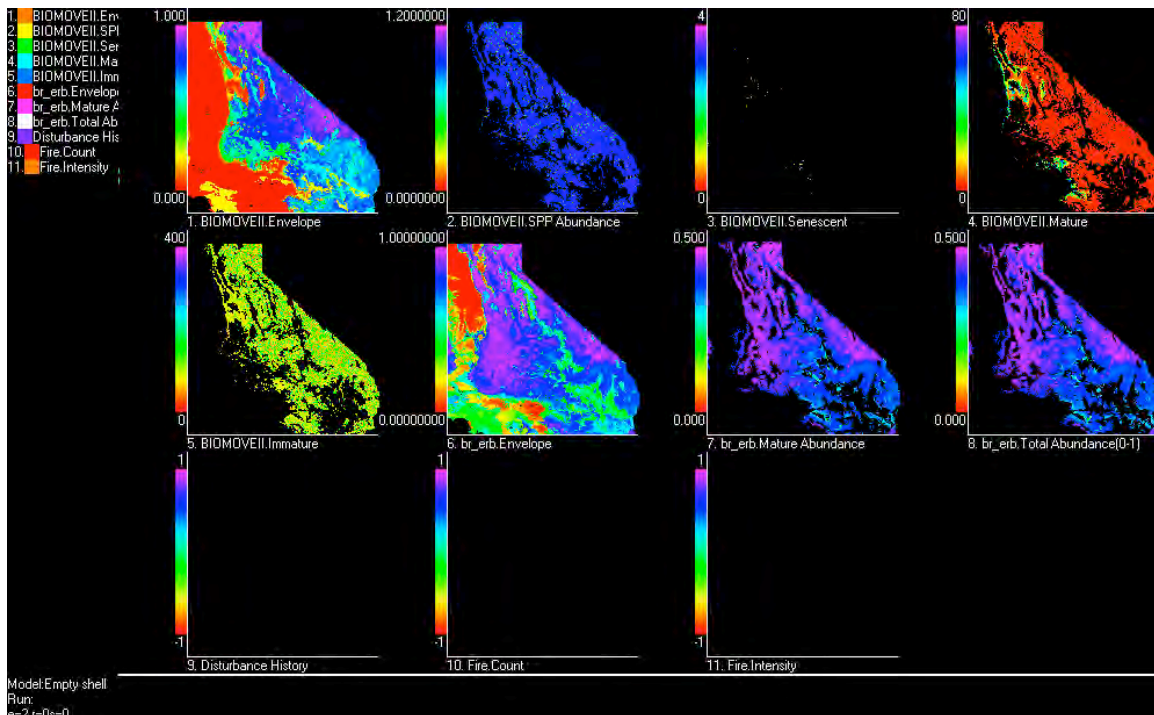 1. BIOMOVEII.Env
2. BIOMOVEII.SPI
3. BIOMOVEII.Ser
4. BIOMOVEII.Ma
5. BIOMOVEII.Imn
6. br_erb.Envelope
7. br_erb.Mature A
8. br_erb.Total Ab
9. Disturbance His
10. Fire.Count
11. Fire.Intensity
1.000
0.000
1. BIOMOVEII.Envelope
1.2000000
0.0000000
2. BIOMOVEII.SPP Abundance
4
0
3. BIOMOVEII.Senescent
80
0
4. BIOMOVEII.Mature
400
0
5. BIOMOVEII.Immature
1.00000000
0.00000000
6. br_erb.Envelope
0.500
0.000
7. br_erb.Mature Abundance
0.500
0.000
8. br_erb.Total Abundance(0-1)
1
-1
9. Disturbance History
1
-1
10. Fire.Count
1
-1
11. Fire.Intensity
Model:Empty shell
Run: